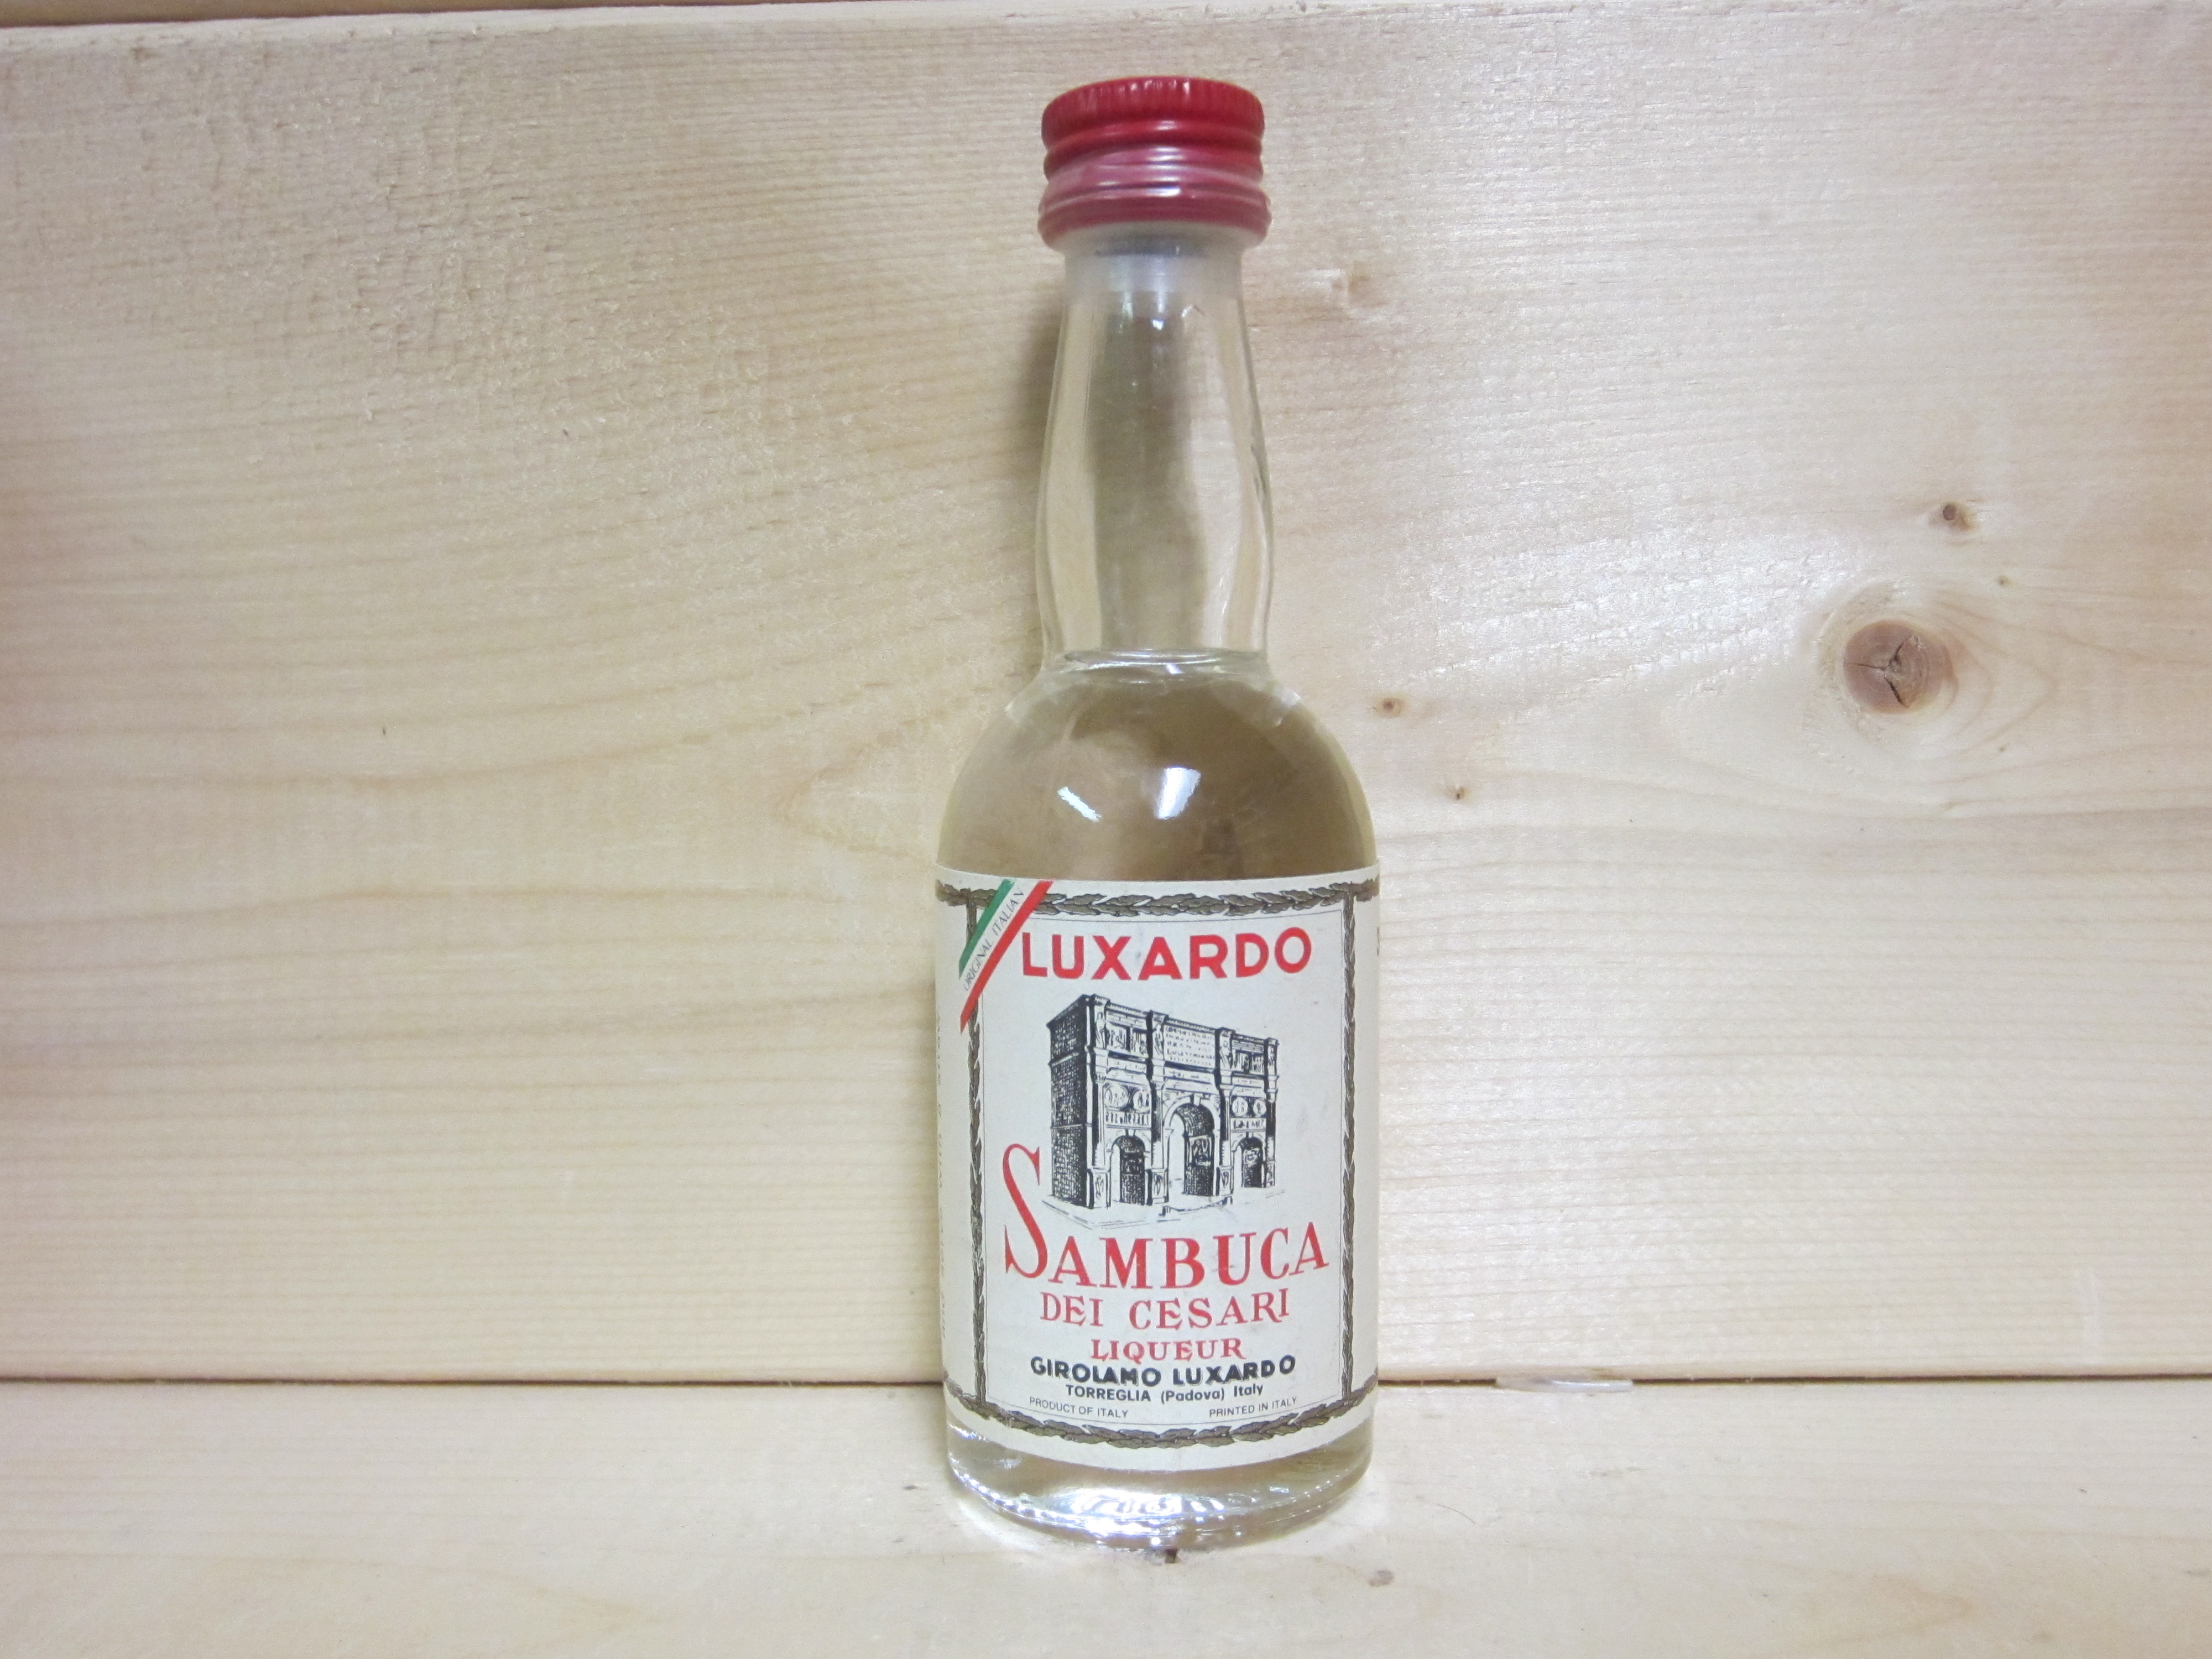 ORIGINAL ITALIAN
LUXARDO
SAMBUCA
DEI CESARI
LIQUEUR
GIROLAMO LUXARDO
TORREGLIA (Padova) Italy
PRODUCT OF ITALY PRINTED IN ITALY